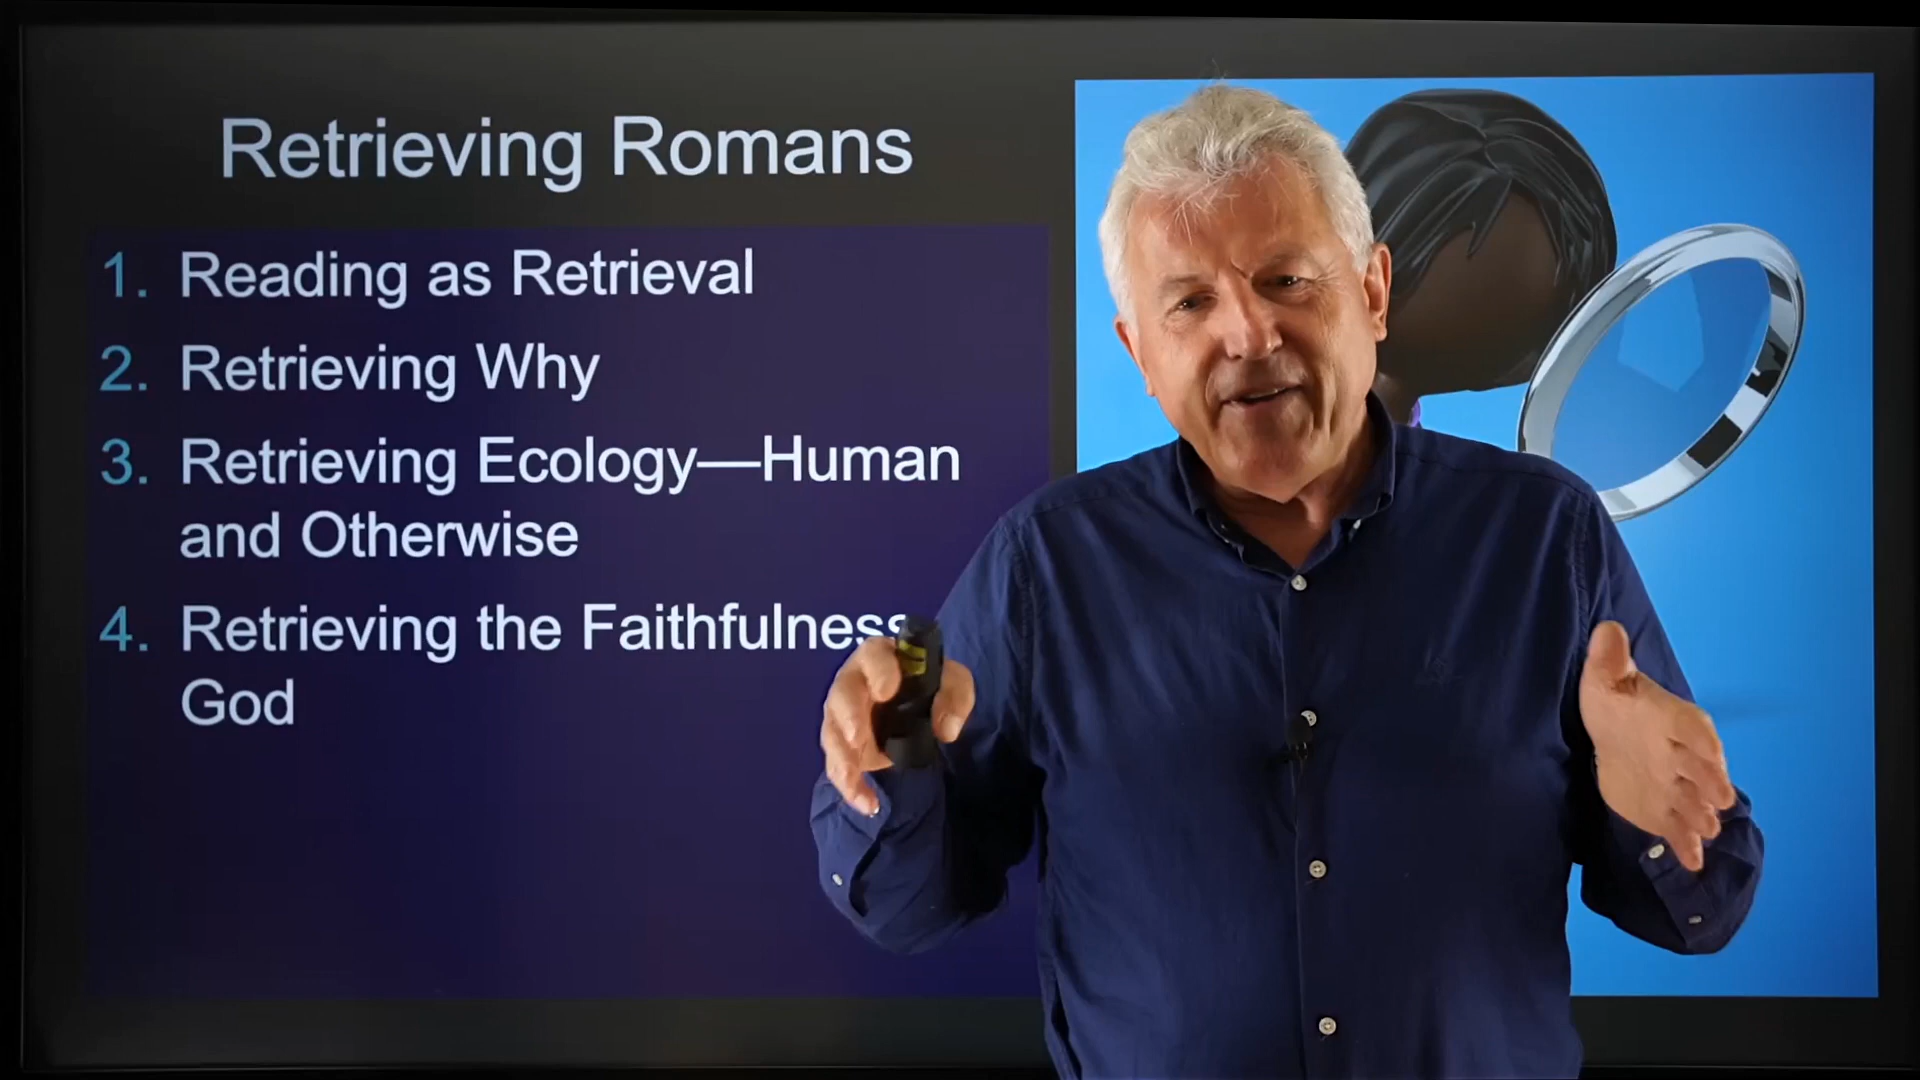 Retrieving Romans
1. Reading as Retrieval
2. Retrieving Why
3. Retrieving Ecology—Human
and Otherwise
4. Retrieving the Faithfulness
God